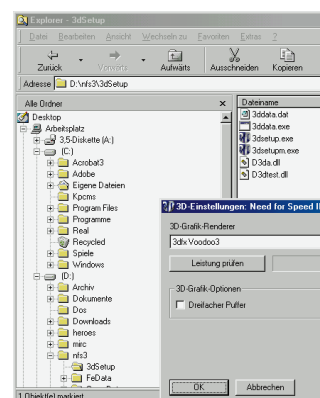 Explorer - 3dSetup
Datei Bearbeiten Ansicht Wechseln zu Favoriten Extras ?
Zurück Vorwärts Aufwärts Ausschneiden Kopieren
Adresse D:\nfs3\3dSetup
Alle Ordner
Desktop
Arbeitsplatz
3,5-Diskette (A:)
(C:)
Acrobat3
Adobe
Eigene Dateien
Kpcms
Program Files
Programme
Real
Recycled
Spiele
Windows
(D:)
Archiv
Dokumente
Dos
Downloads
heroes
mirc
nfs3
3dSetup
FeData
1 Objekt(e) markiert
Dateiname
3ddata.dat
3ddata.exe
3dsetup.exe
3dsetupm.exe
D3da.dll
D3dtest.dll
3D-Einstellungen: Need for Speed
3D-Grafik-Renderer
3dfx Voodoo3
Leistung prüfen
3D-Grafik-Optionen
Dreifacher Puffer
OK Abbrechen